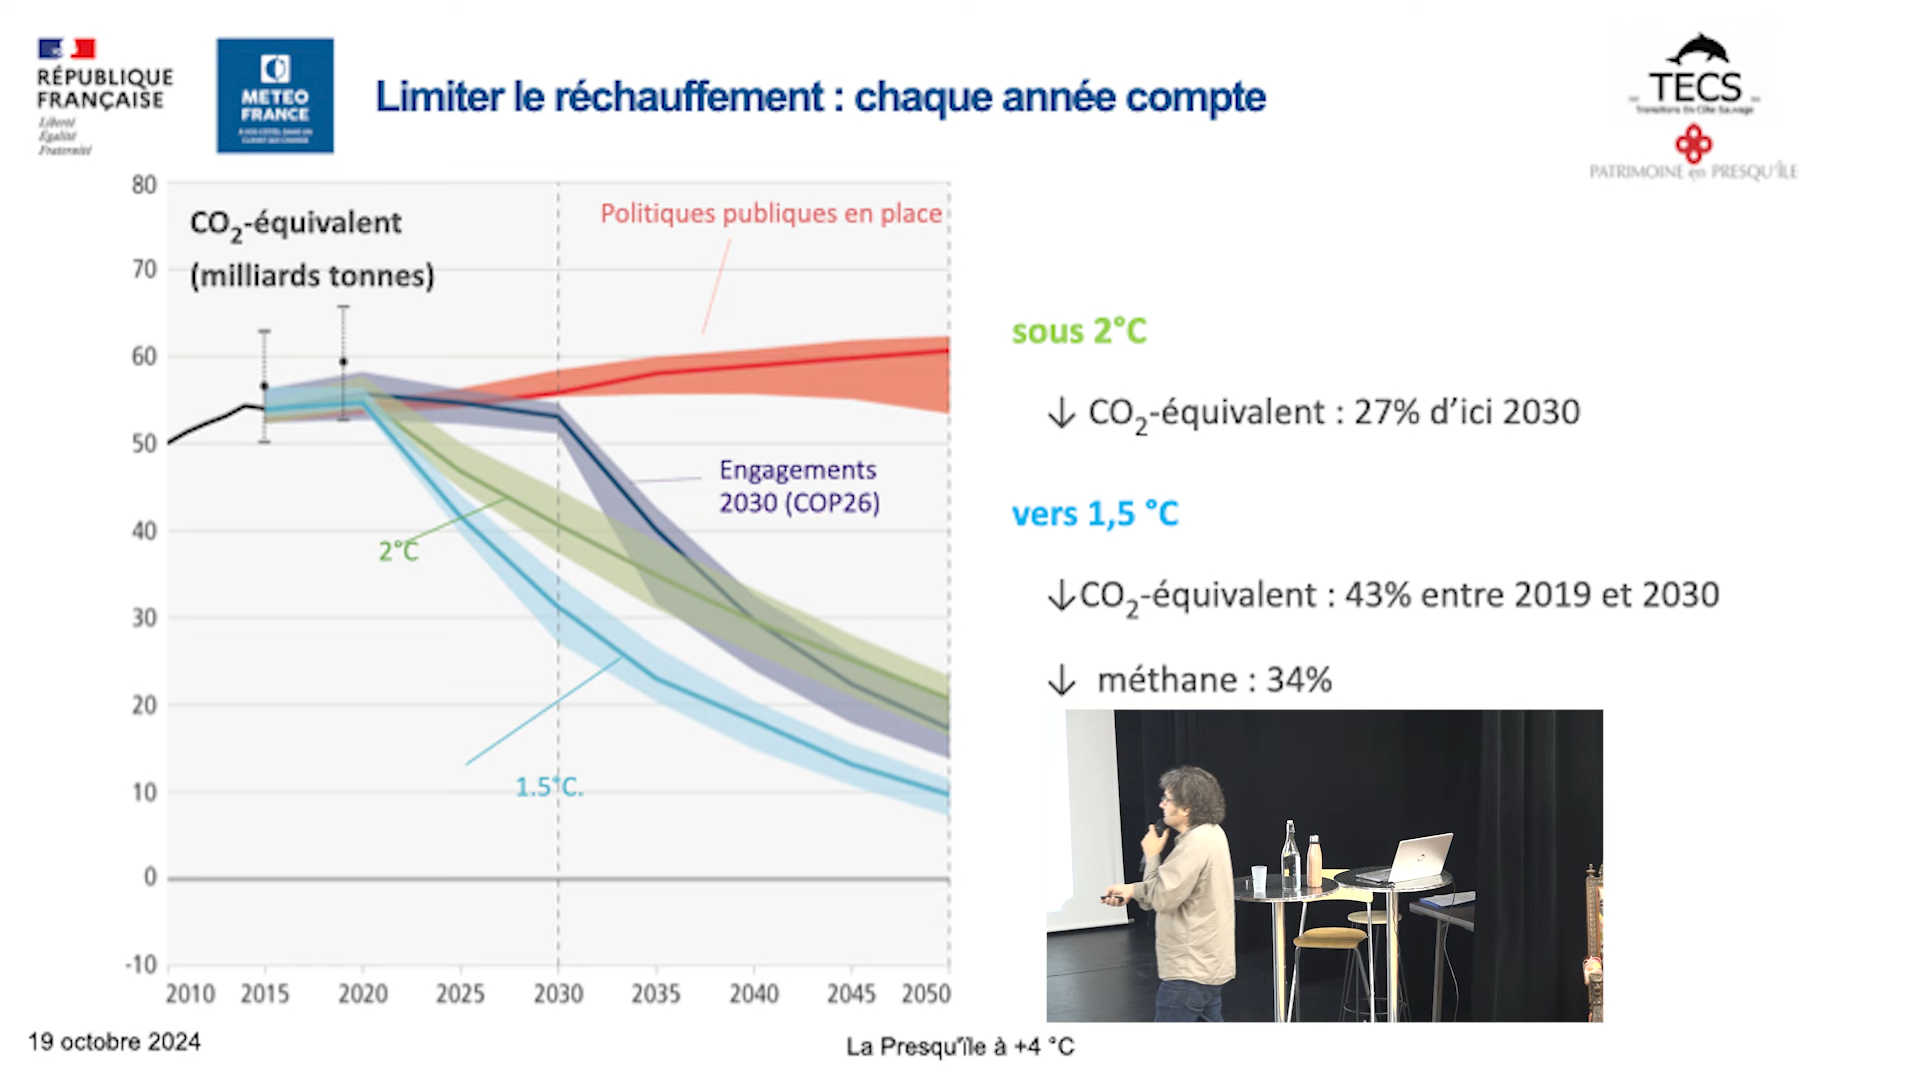 RÉPUBLIQUE
FRANÇAISE
Liberté
Égalité
Fraternité
METEO
FRANCE
Limiter le réchauffement : chaque année compte
TECS
Transitions En Côte Sauvage
PATRIMOINE en PRESQU'ÎLE
CO2-équivalent
(milliards tonnes)
Politiques publiques en place
Engagements
2030 (COP26)
2°C
1.5°C.
80
70
60
50
40
30
20
10
0
-10
2010 2015 2020 2025 2030 2035 2040 2045 2050
sous 2°C
↓ CO2-équivalent : 27% d’ici 2030
vers 1,5 °C
↓CO2-équivalent : 43% entre 2019 et 2030
↓ méthane : 34%
19 octobre 2024
La Presqu'île à +4 °C